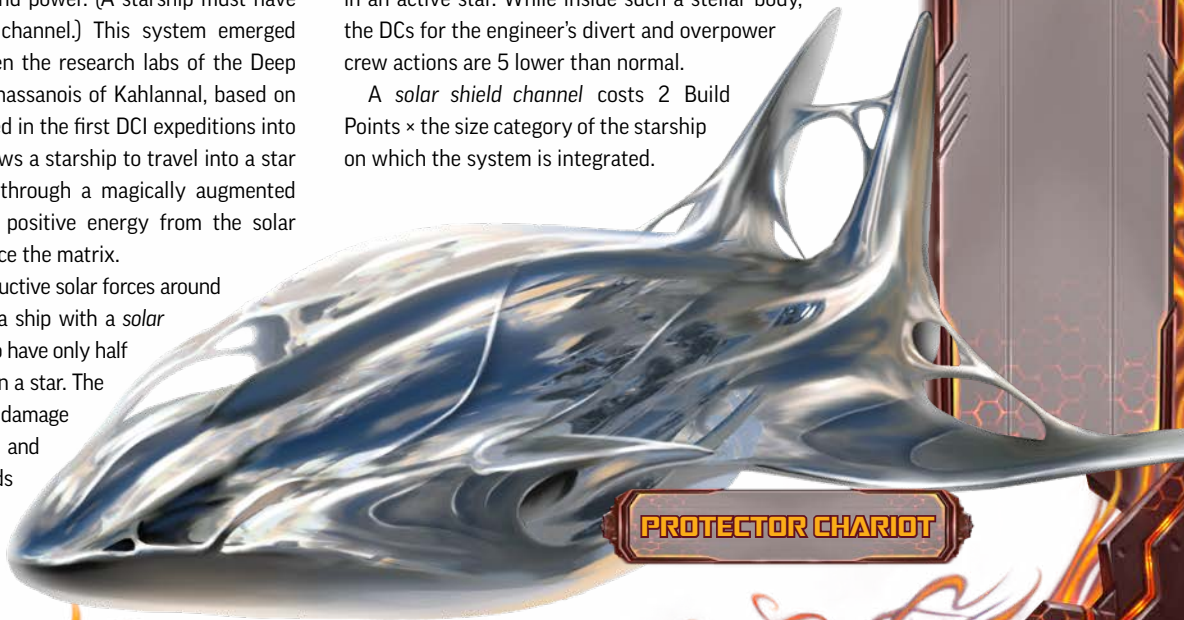 nd power. (A starship must have
channel.) This system emerged
en the research labs of the Deep
hassanois of Kahlannal, based on
ed in the first DCI expeditions into
ws a starship to travel into a star
through a magically augmented
positive energy from the solar
ce the matrix.
uctive solar forces around
a ship with a solar
o have only half
n a star. The
damage
and
ds
in an active star. While inside such a stellar body,
the DCs for the engineer's divert and overpower
crew actions are 5 lower than normal.
A solar shield channel costs 2 Build
Points × the size category of the starship
on which the system is integrated.
PROTECTOR CHARIOT